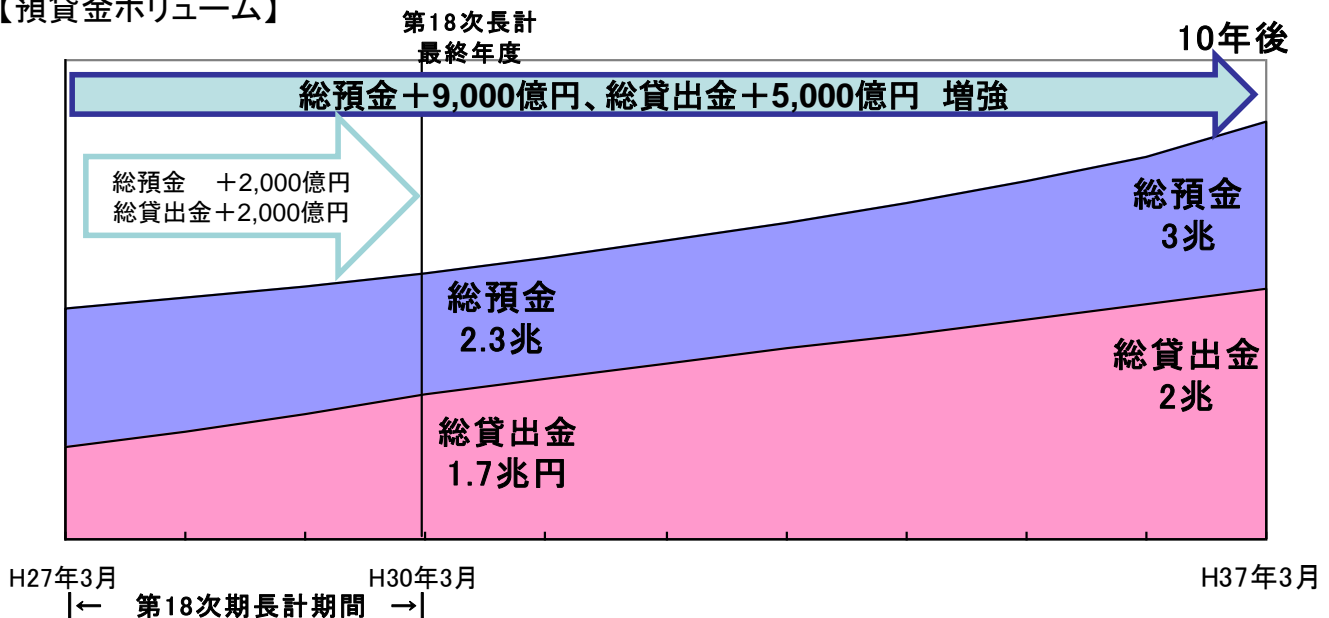 【預貸金ボリューム】
第18次長計
最終年度
10年後
総預金＋9,000億円、総貸出金＋5,000億円 増強
総預金 ＋2,000億円
総貸出金＋2,000億円
総預金
3兆
総預金
2.3兆
総貸出金
2兆
総貸出金
1.7兆円
H27年3月
H30年3月
H37年3月
|← 第18次期長計期間 →|